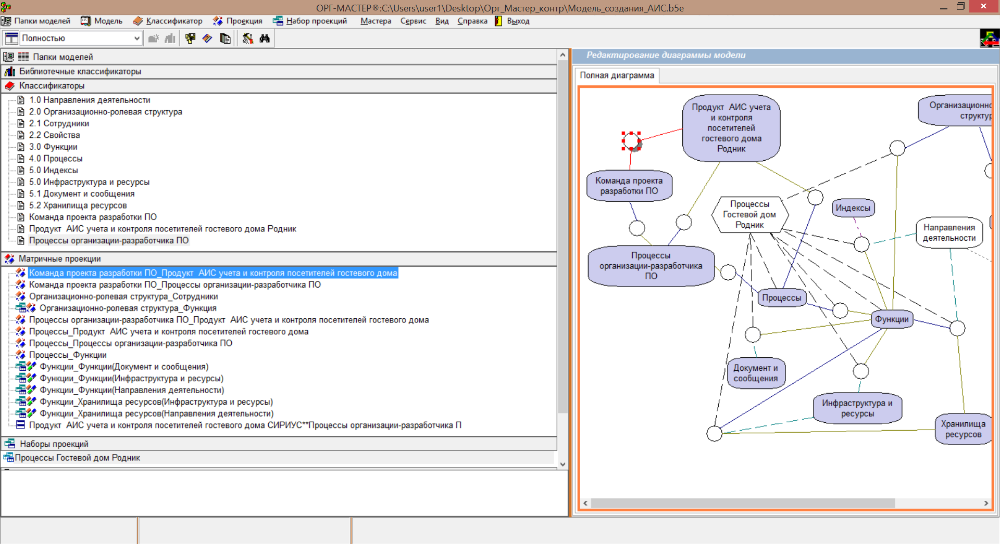 ОРГ-МАСТЕР®:C:\Users\user1\Desktop\Орг_Мастер_контр\Модель_создания_АИС.b5e
Папки моделей Модель Классификатор Проекция Набор проекций Мастера Сервис Вид Справка Выход
Полностью
Папки моделей
Библиотечные классификаторы
Классификаторы
1.0 Направления деятельности
2.0 Организационно-ролевая структура
2.1 Сотрудники
2.2 Свойства
3.0 Функции
4.0 Процессы
5.0 Индексы
5.0 Инфраструктура и ресурсы
5.1 Документ и сообщения
5.2 Хранилища ресурсов
Команда проекта разработки ПО
Продукт  АИС учета и контроля посетителей гостевого дома Родник
Процессы организации-разработчика ПО
Матричные проекции
Команда проекта разработки ПО_Продукт  АИС учета и контроля посетителей гостевого дома
Команда проекта разработки ПО_Процессы организации-разработчика ПО
Организационно-ролевая структура_Сотрудники
Организационно-ролевая структура_Функция
Процессы организации-разработчика ПО_Продукт  АИС учета и контроля посетителей гостевого дома
Процессы_Продукт  АИС учета и контроля посетителей гостевого дома
Процессы_Процессы организации-разработчика ПО
Процессы_Функции
Функции_Функции(Документ и сообщения)
Функции_Функции(Инфраструктура и ресурсы)
Функции_Функции(Направления деятельности)
Функции_Хранилища ресурсов(Инфраструктура и ресурсы)
Функции_Хранилища ресурсов(Направления деятельности)
Продукт  АИС учета и контроля посетителей гостевого дома СИРИУС**Процессы организации-разработчика П
Наборы проекций
Процессы Гостевой дом Родник
Редактирование диаграммы модели
Полная диаграмма
Продукт  АИС учета
и контроля
посетителей
гостевого дома
Родник
Организационно
структур
Команда проекта
разработки ПО
Процессы
Гостевой дом
Родник
Индексы
Направления
деятельности
Процессы
организации-разработчика
ПО
Процессы
Функции
Документ и
сообщения
Инфраструктура и
ресурсы
Хранилища
ресурсов